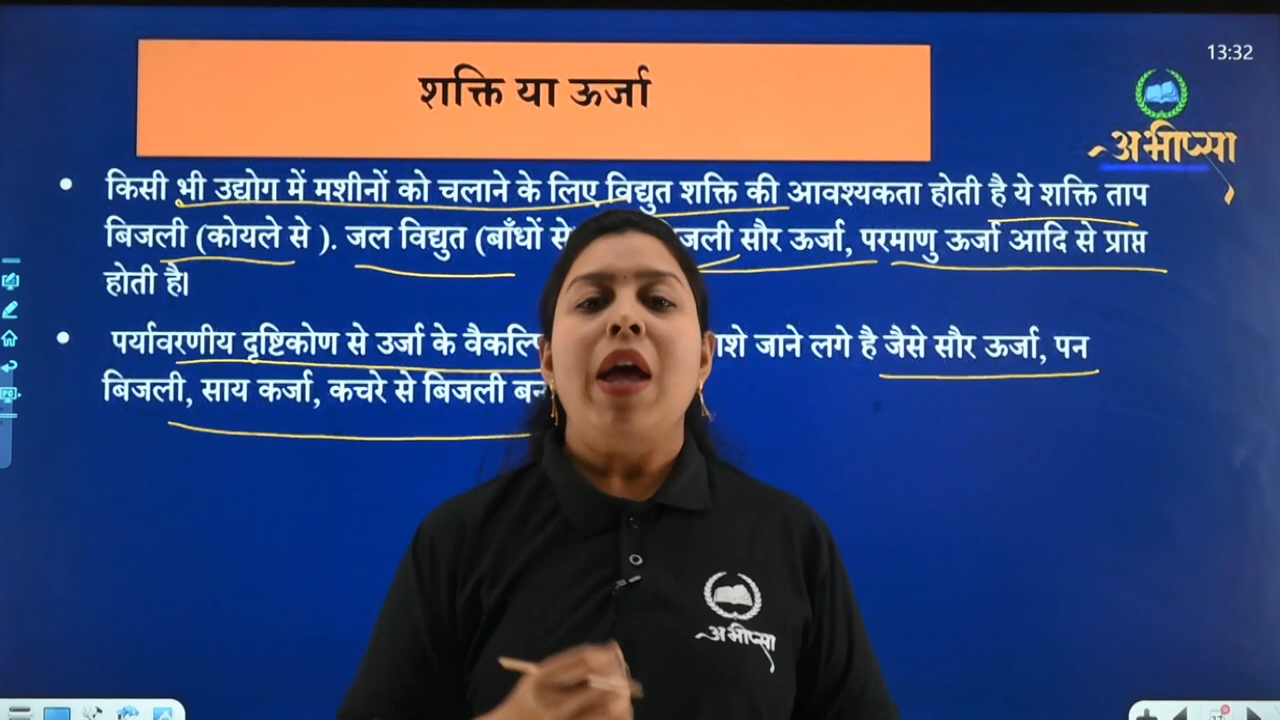 शक्ति या ऊर्जा
13:32
अभीप्सा
किसी भी उद्योग में मशीनों को चलाने के लिए विद्युत शक्ति की आवश्यकता होती है ये शक्ति ताप
बिजली (कोयले से ). जल विद्युत (बाँधों से जली सौर ऊर्जा, परमाणु ऊर्जा आदि से प्राप्त
होती है।
पर्यावरणीय दृष्टिकोण से उर्जा के वैकल्पि शे जाने लगे है जैसे सौर ऊर्जा, पन
बिजली, साय कर्जा, कचरे से बिजली बन
अभीप्सा